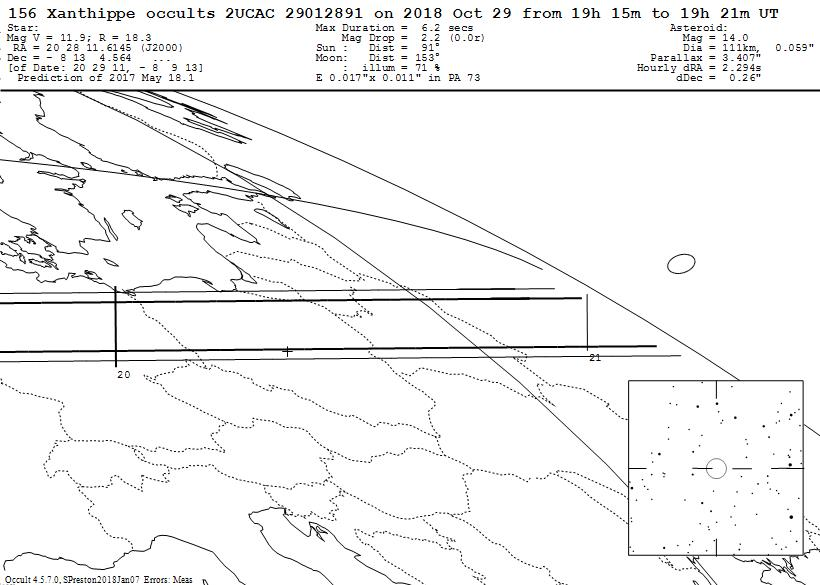 156 Xanthippe occults 2UCAC 29012891 on 2018 Oct 29 from 19h 15m to 19h 21m UT
Star:
Mag V = 11.9; R = 18.3
RA = 20 28 11.6145 (J2000)
Dec = - 8 13 4.564 ...
[of Date: 20 29 11, - 8 9 13]
Prediction of 2017 May 18.1
Max Duration = 6.2 secs
Mag Drop = 2.2 (0.0r)
Sun : Dist = 91°
Moon: Dist = 153°
: illum = 71 %
E 0.017"x 0.011" in PA 73
Asteroid:
Mag = 14.0
Dia = 111km, 0.059"
Parallax = 3.407"
Hourly dRA = 2.294s
dDec = 0.26"
21
20
Occult 4.5.7.0, SPreston2018Jan07 Errors: Meas